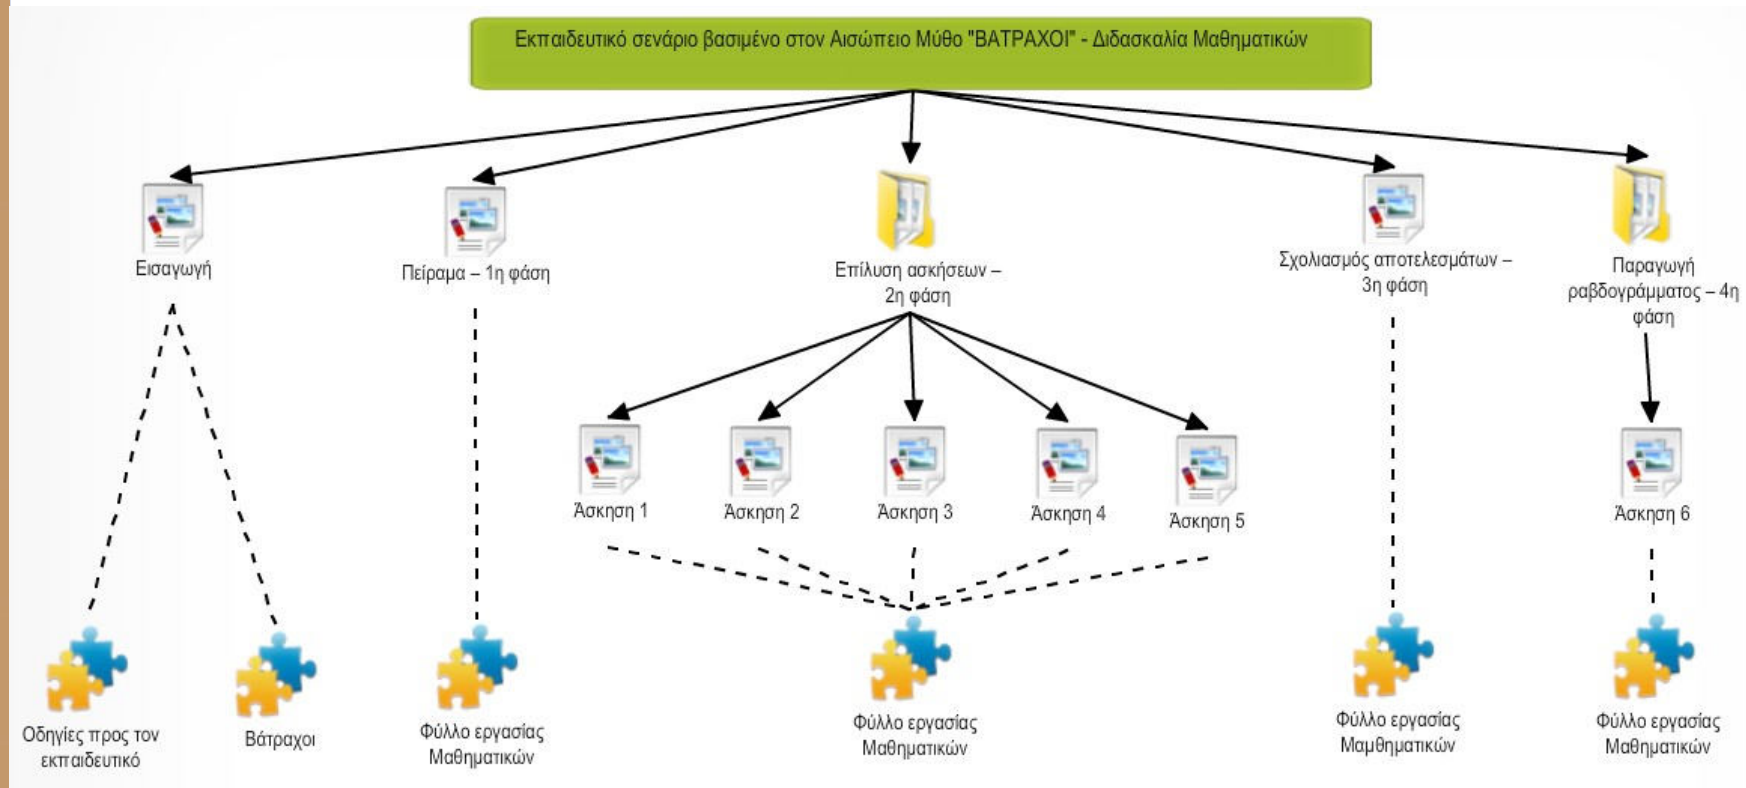 Εκπαιδευτικό σενάριο βασιμένο στον Αισώπειο Μύθο "ΒΑΤΡΑΧΟΙ" - Διδασκαλία Μαθηματικών
Εισαγωγή
Πείραμα – 1η φάση
Επίλυση ασκήσεων –
2η φάση
Σχολιασμός αποτελεσμάτων –
3η φάση
Παραγωγή
ραβδογράμματος – 4η
φάση
Άσκηση 1
Άσκηση 2
Άσκηση 3
Άσκηση 4
Άσκηση 5
Άσκηση 6
Οδηγίες προς τον
εκπαιδευτικό
Βάτραχοι
Φύλλο εργασίας
Μαθηματικών
Φύλλο εργασίας
Μαθηματικών
Φύλλο εργασίας
Μαμθηματικών
Φύλλο εργασίας
Μαθηματικών